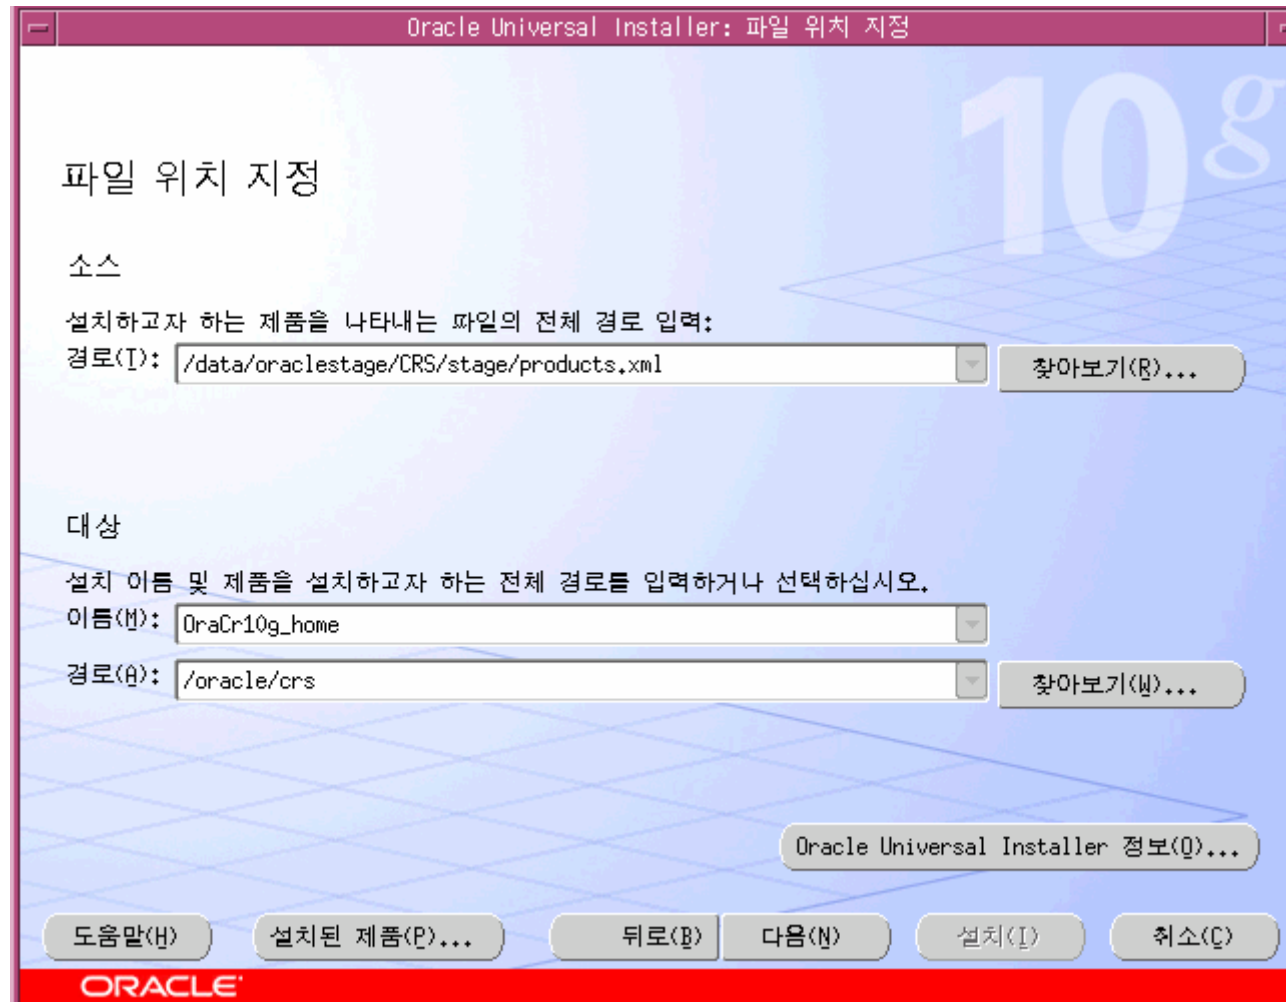 Oracle Universal Installer: 파일 위치 지정
10g
파일 위치 지정
소스
설치하고자 하는 제품을 나타내는 파일의 전체 경로 입력:
경로(T): /data/oraclestage/CRS/stage/products.xml 찾아보기(R)...
대상
설치 이름 및 제품을 설치하고자 하는 전체 경로를 입력하거나 선택하십시오.
이름(M): OraCr10g_home
경로(A): /oracle/crs 찾아보기(W)...
Oracle Universal Installer 정보(O)...
도움말(H) 설치된 제품(P)... 뒤로(B) 다음(N) 설치(I) 취소(C)
ORACLE